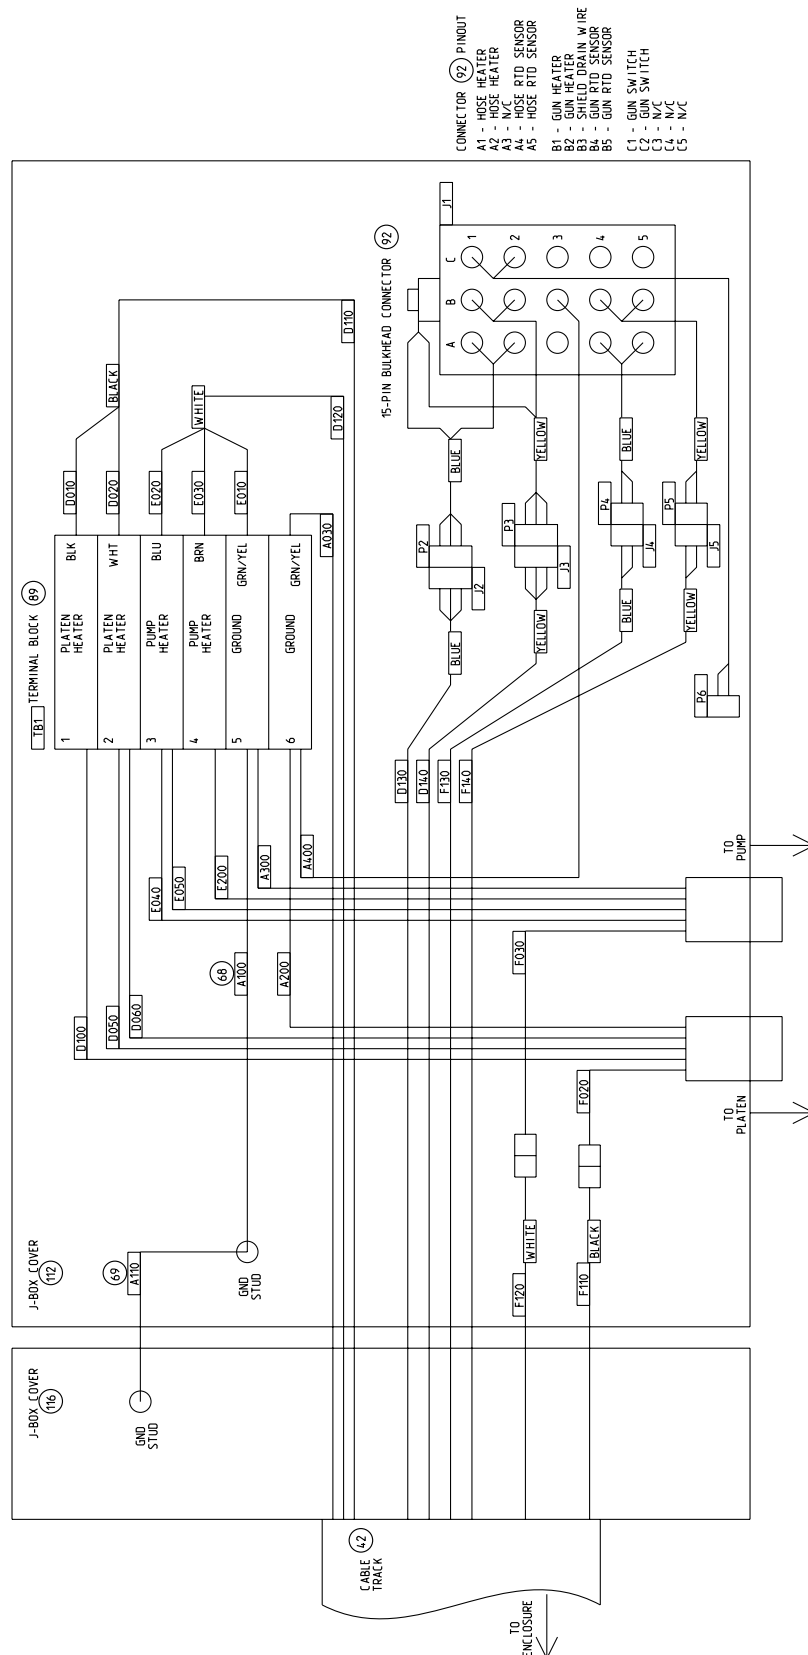 CONNECTOR 92 PINOUT
A1 - HOSE HEATER
A2 - HOSE HEATER
A3 - N/C
A4 - HOSE RTD SENSOR
A5 - HOSE RTD SENSOR
B1 - GUN HEATER
B2 - GUN HEATER
B3 - SHIELD DRAIN WIRE
B4 - GUN RTD SENSOR
B5 - GUN RTD SENSOR
C1 - GUN SWITCH
C2 - GUN SWITCH
C3 - N/C
C4 - N/C
C5 - N/C
15-PIN BULKHEAD CONNECTOR 92
J1
A B C
1
2
3
4
5
D110
D120
BLACK
WHITE
D010
D020
E020
E030
E010
A030
TB1
TERMINAL BLOCK 89
1 PLATEN HEATER BLK
2 PLATEN HEATER WHT
3 PUMP HEATER BLU
4 PUMP HEATER BRN
5 GROUND GRN/YEL
6 GROUND GRN/YEL
BLUE
YELLOW
BLUE
YELLOW
P2
P3
P4
P5
J2
J3
J4
J5
BLUE
YELLOW
BLUE
YELLOW
P6
D130
D140
F130
F140
E040
E050
E200
A300
A400
68
A100
A200
D100
D050
D060
F030
F020
TO
PUMP
TO
PLATEN
WHITE
BLACK
F120
F110
J-BOX COVER
112
69
A110
GND
STUD
J-BOX COVER
116
GND
STUD
42
CABLE
TRACK
TO
ENCLOSURE